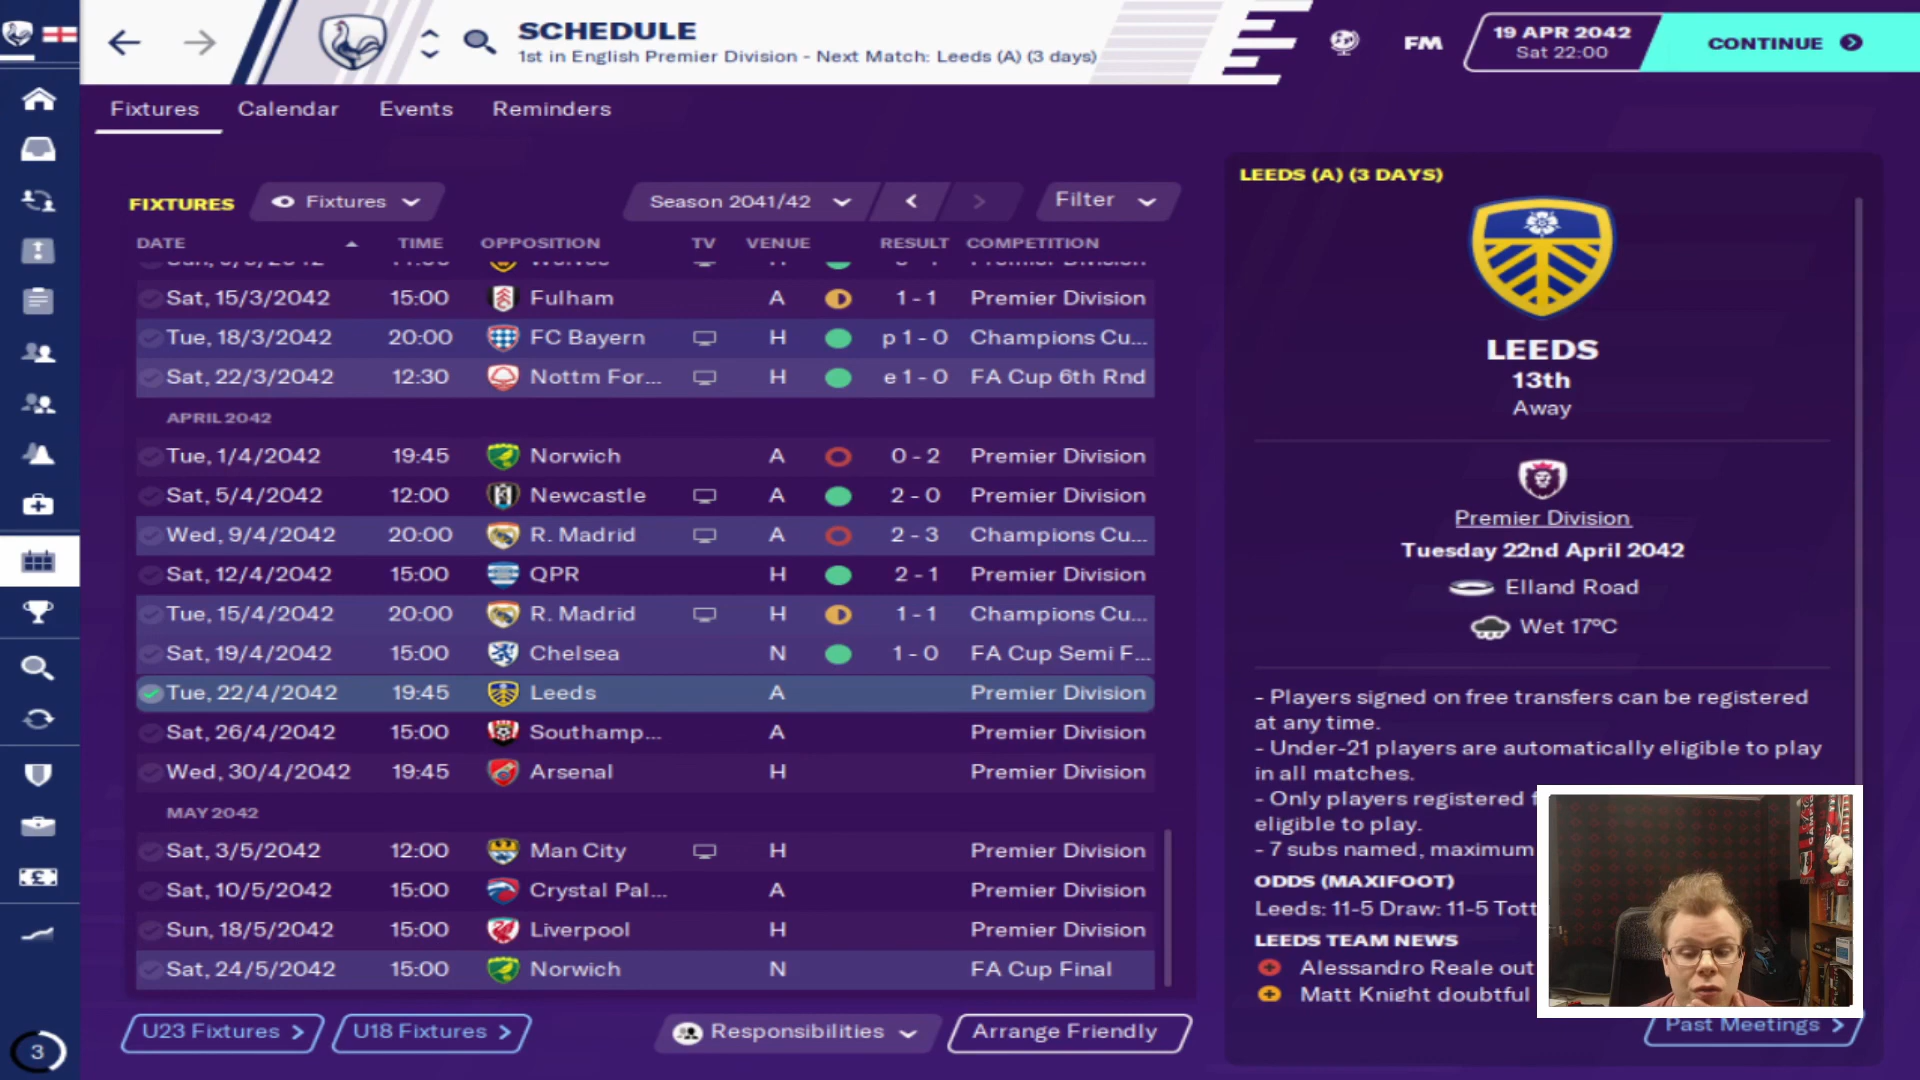 SCHEDULE
1st in English Premier Division - Next Match: Leeds (A) (3 days)
FM
19 APR 2042
Sat 22:00
CONTINUE
Fixtures Calendar Events Reminders
FIXTURES Fixtures Season 2041/42 Filter
DATE TIME OPPOSITION TV VENUE RESULT COMPETITION
Sat, 15/3/2042 15:00 Fulham A 1 - 1 Premier Division
Tue, 18/3/2042 20:00 FC Bayern H p 1 - 0 Champions Cu...
Sat, 22/3/2042 12:30 Nottm For... H e 1 - 0 FA Cup 6th Rnd
APRIL 2042
Tue, 1/4/2042 19:45 Norwich A 0 - 2 Premier Division
Sat, 5/4/2042 12:00 Newcastle A 2 - 0 Premier Division
Wed, 9/4/2042 20:00 R. Madrid A 2 - 3 Champions Cu...
Sat, 12/4/2042 15:00 QPR H 2 - 1 Premier Division
Tue, 15/4/2042 20:00 R. Madrid H 1 - 1 Champions Cu...
Sat, 19/4/2042 15:00 Chelsea N 1 - 0 FA Cup Semi F...
Tue, 22/4/2042 19:45 Leeds A Premier Division
Sat, 26/4/2042 15:00 Southamp... A Premier Division
Wed, 30/4/2042 19:45 Arsenal H Premier Division
MAY 2042
Sat, 3/5/2042 12:00 Man City H Premier Division
Sat, 10/5/2042 15:00 Crystal Pal... A Premier Division
Sun, 18/5/2042 15:00 Liverpool H Premier Division
Sat, 24/5/2042 15:00 Norwich N FA Cup Final
U23 Fixtures U18 Fixtures Responsibilities Arrange Friendly
3
LEEDS (A) (3 DAYS)
LEEDS
13th
Away
Premier Division
Tuesday 22nd April 2042
Elland Road
Wet 17°C
- Players signed on free transfers can be registered
at any time.
- Under-21 players are automatically eligible to play
in all matches.
- Only players registered
eligible to play.
- 7 subs named, maximum
ODDS (MAXIFOOT)
Leeds: 11-5 Draw: 11-5 Tott
LEEDS TEAM NEWS
Alessandro Reale out
Matt Knight doubtful
Past Meetings